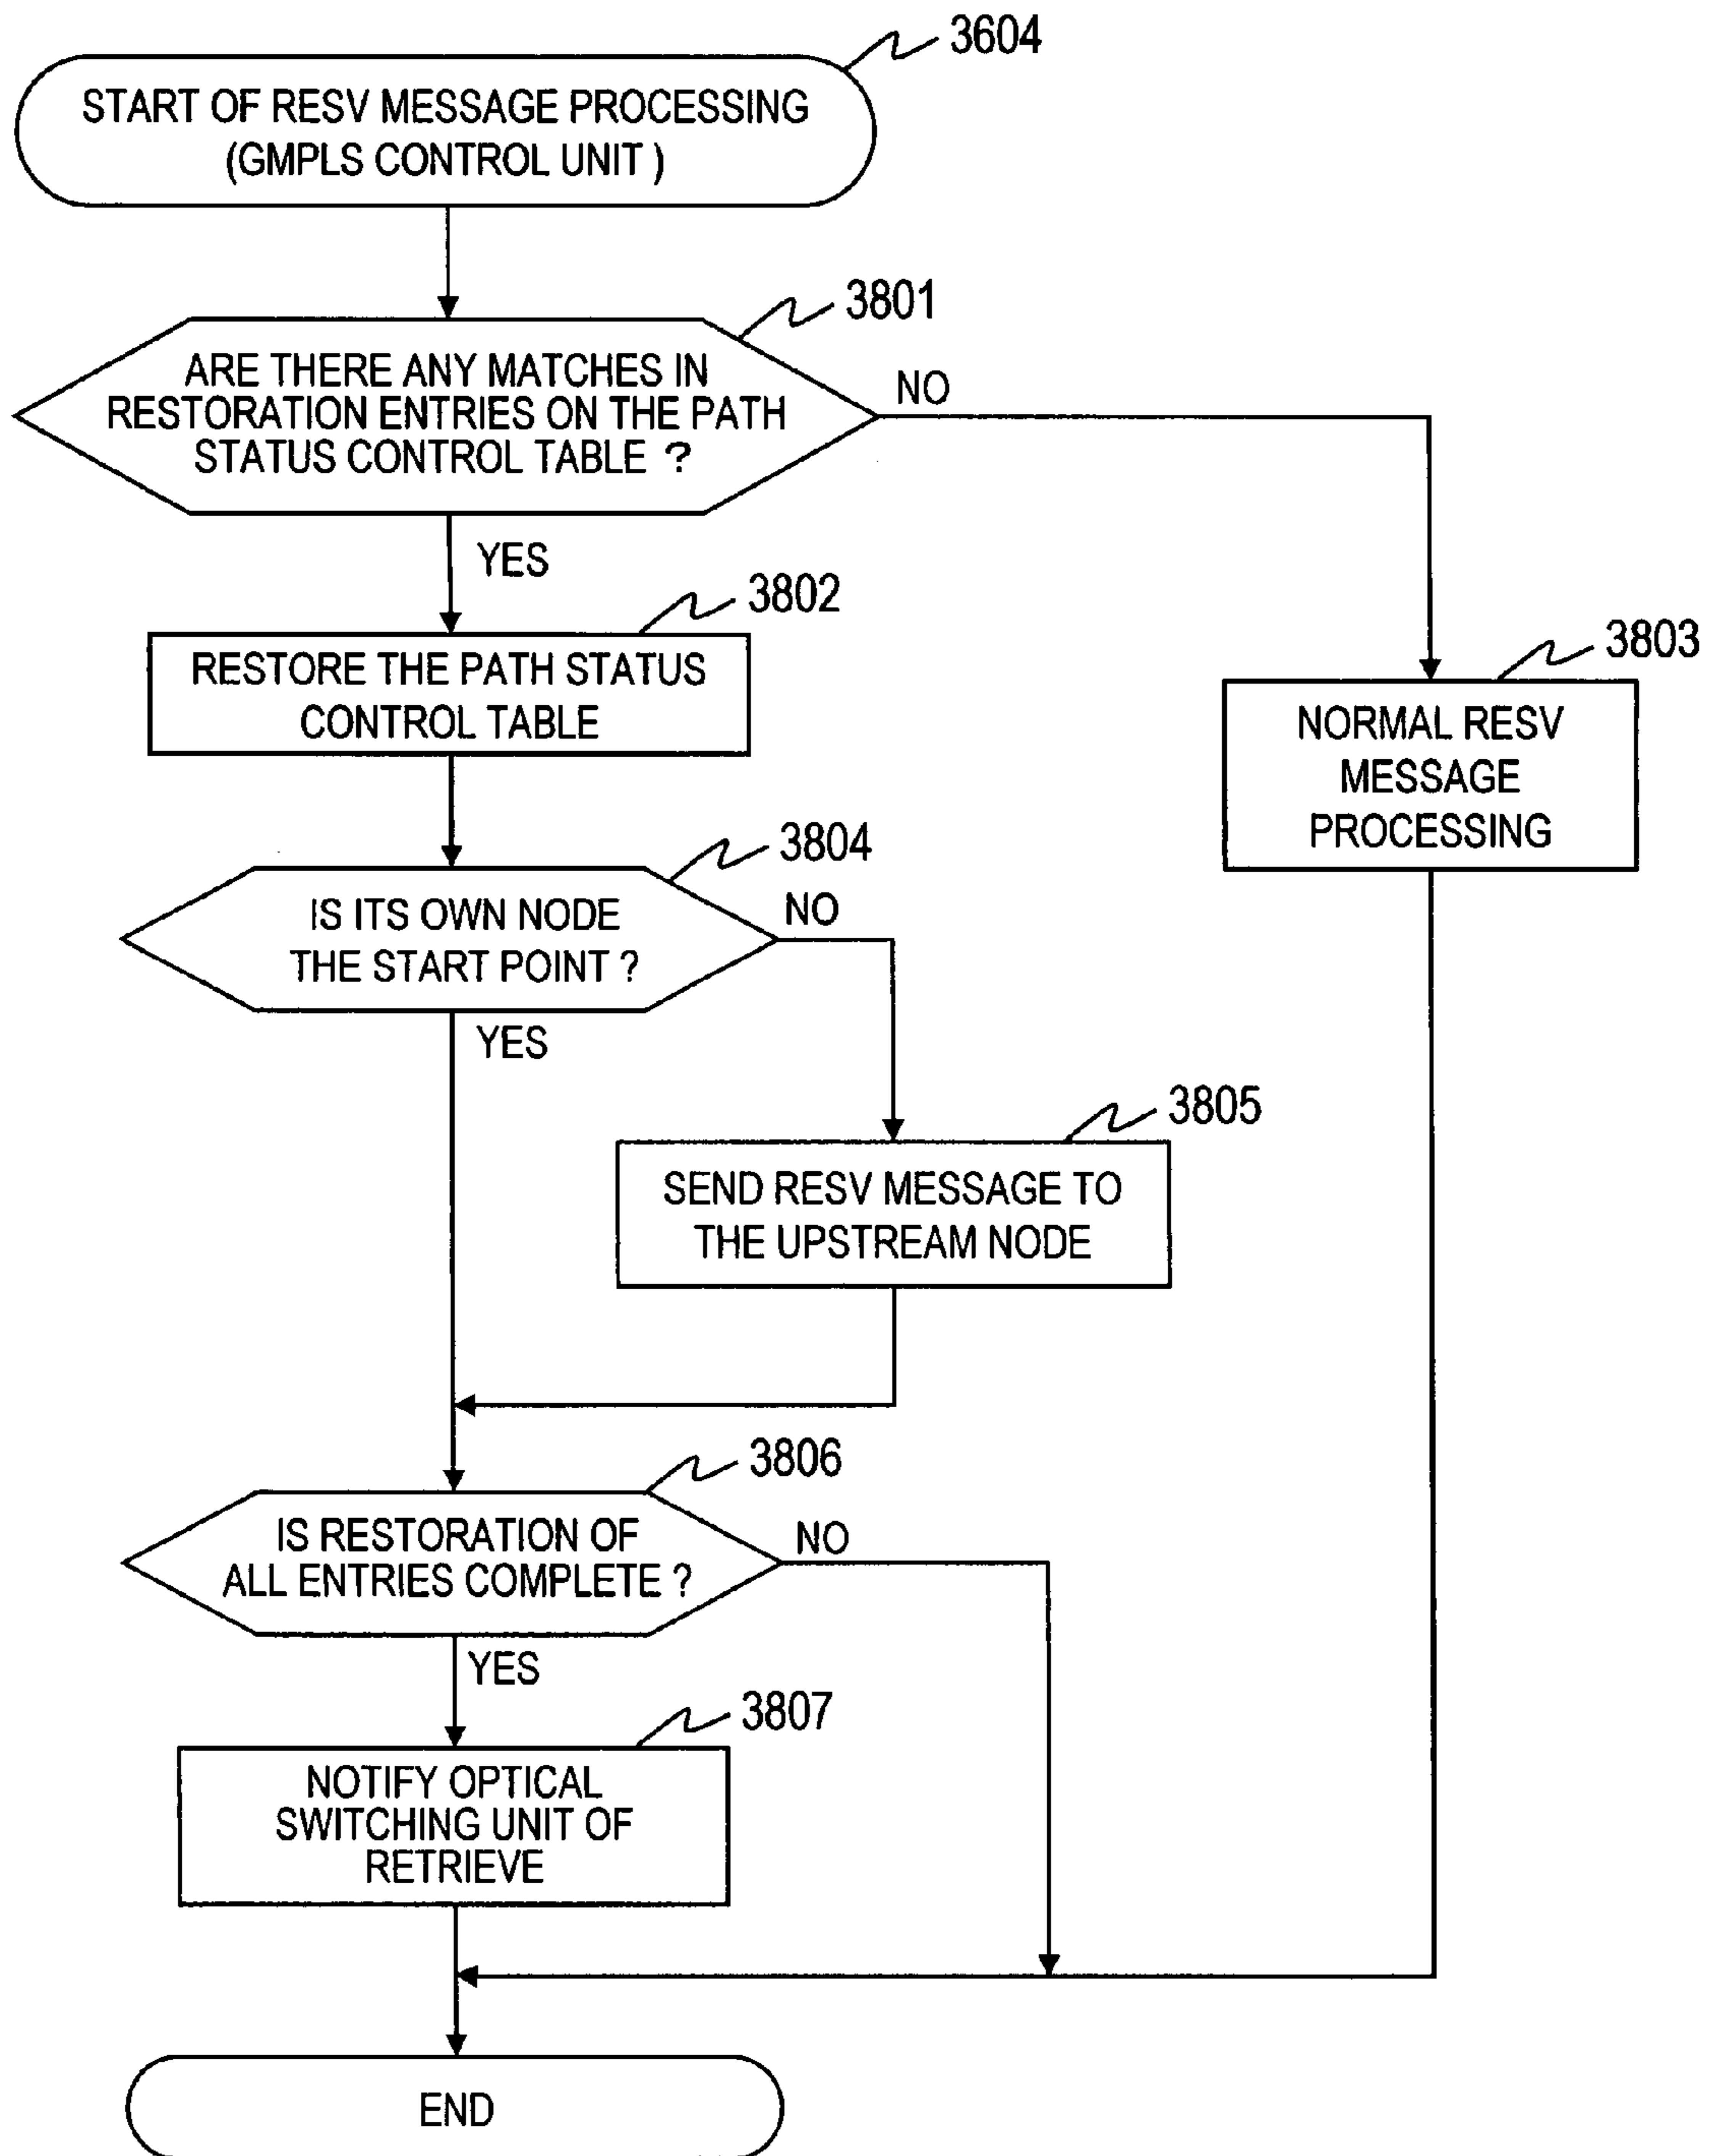 3604
START OF RESV MESSAGE PROCESSING
(GMPLS CONTROL UNIT )
3801
ARE THERE ANY MATCHES IN
RESTORATION ENTRIES ON THE PATH
STATUS CONTROL TABLE ?
NO
YES
3802
RESTORE THE PATH STATUS
CONTROL TABLE
3803
NORMAL RESV
MESSAGE
PROCESSING
3804
IS ITS OWN NODE
THE START POINT ?
NO
YES
3805
SEND RESV MESSAGE TO
THE UPSTREAM NODE
3806
IS RESTORATION OF
ALL ENTRIES COMPLETE ?
NO
YES
3807
NOTIFY OPTICAL
SWITCHING UNIT OF
RETRIEVE
END